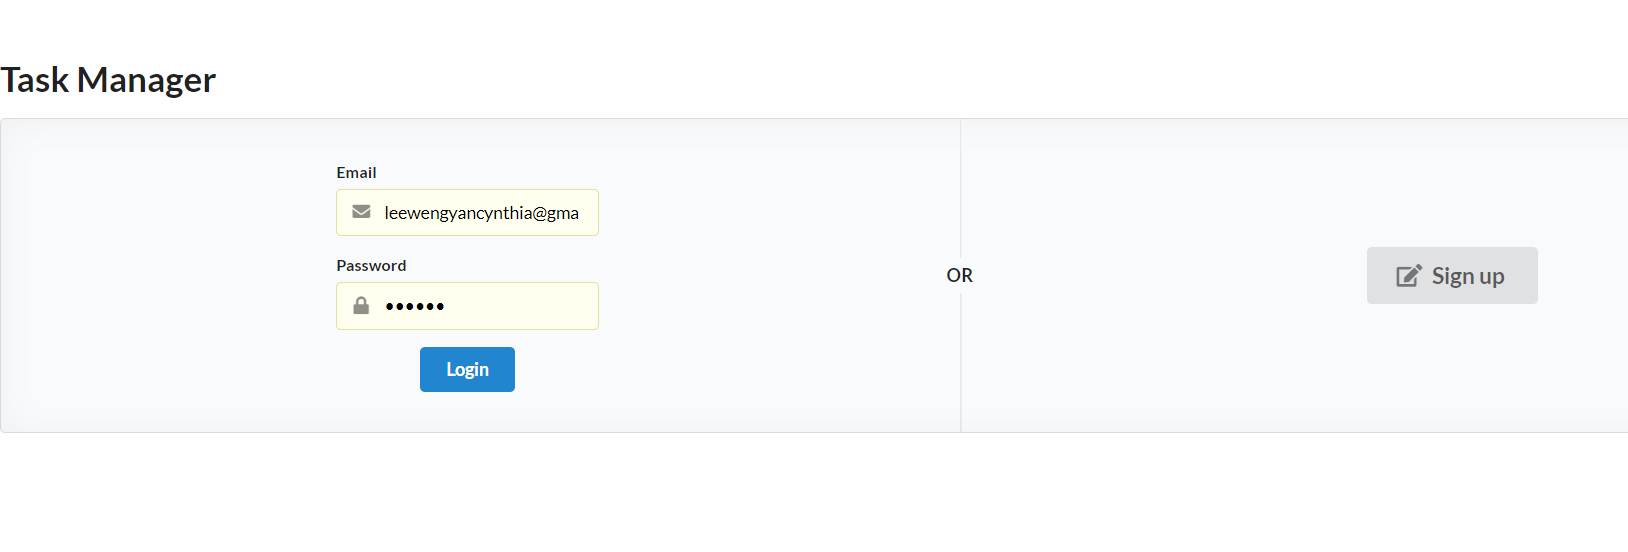 Task Manager
Email
leewengyancynthia@gma
Password
••••••
Login
OR
Sign up